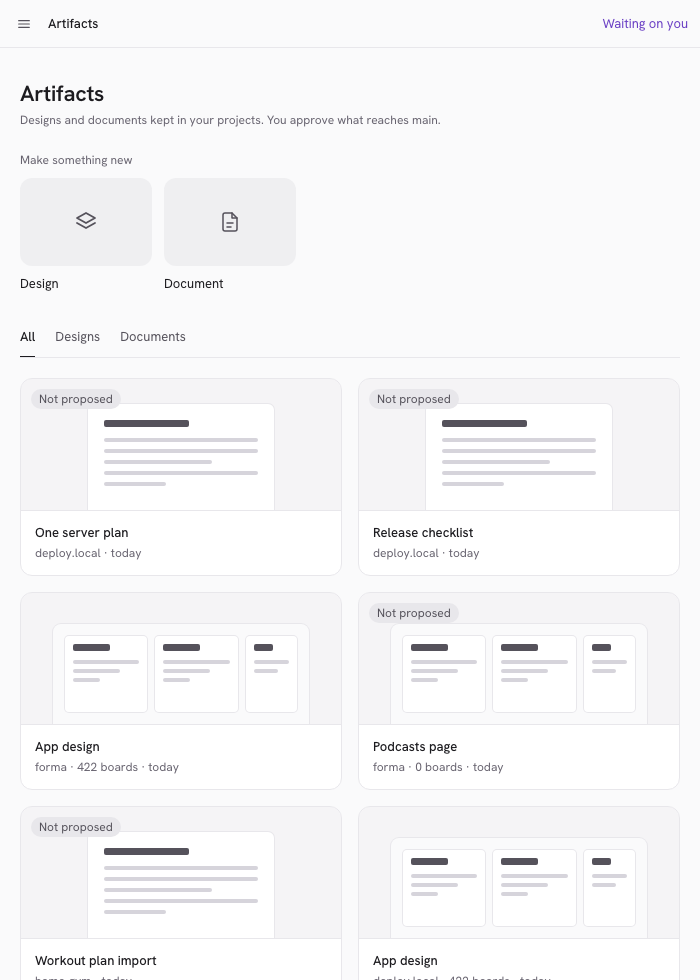 Artifacts
Waiting on you
Artifacts
Designs and documents kept in your projects. You approve what reaches main.
Make something new
Design
Document
All
Designs
Documents
Not proposed
Not proposed
One server plan
deploy.local · today
Release checklist
deploy.local · today
Not proposed
App design
forma · 422 boards · today
Podcasts page
forma · 0 boards · today
Not proposed
Workout plan import
App design